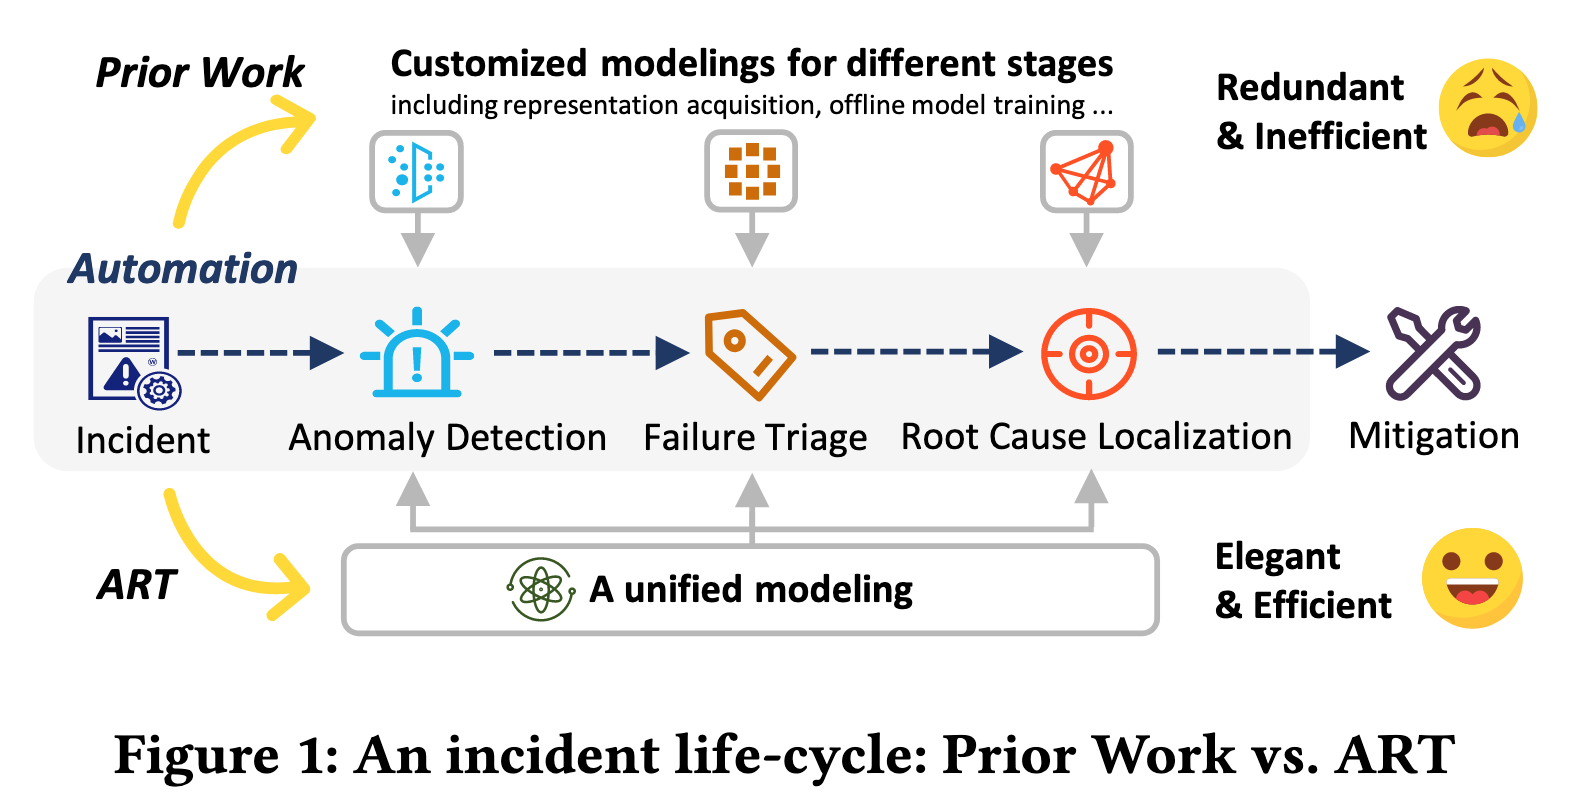 Prior Work
Customized modelings for different stages
including representation acquisition, offline model training ...
Redundant
& Inefficient
Automation
Incident
Anomaly Detection
Failure Triage
Root Cause Localization
Mitigation
ART
A unified modeling
Elegant
& Efficient
Figure 1: An incident life-cycle: Prior Work vs. ART